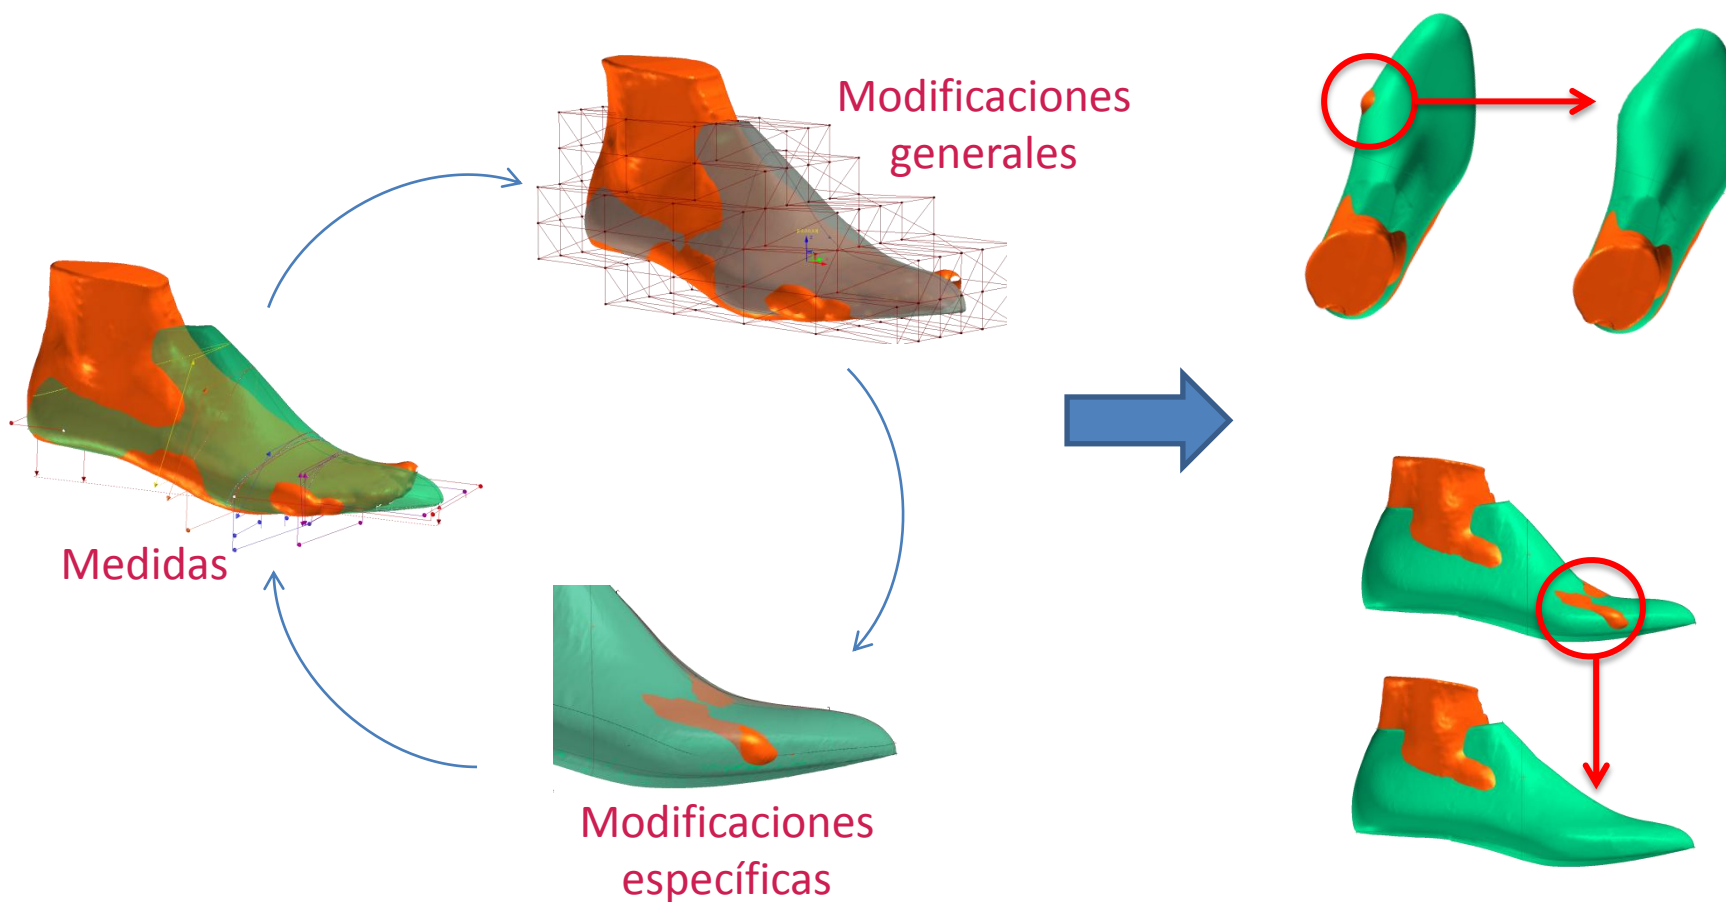 Modificaciones
generales
Medidas
Modificaciones
específicas